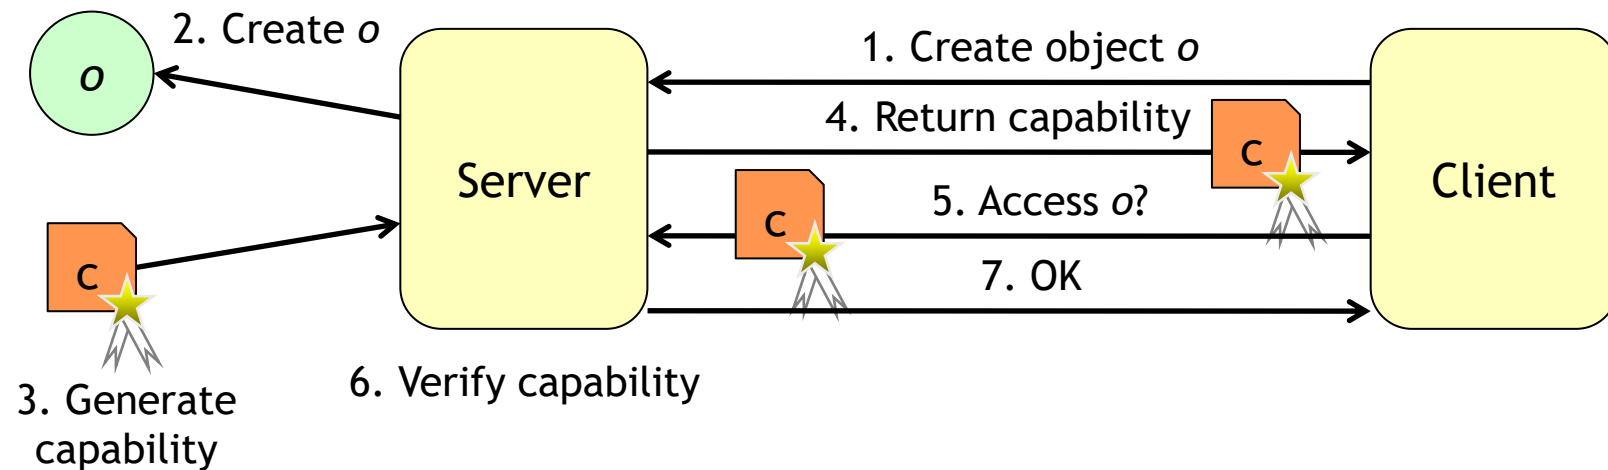 2. Create o
o
1. Create object o
4. Return capability
c
Server
Client
5. Access o?
c
c
7. OK
3. Generate
capability
6. Verify capability